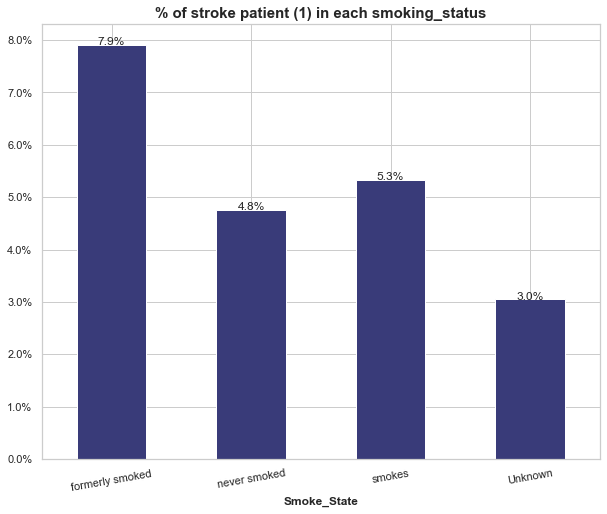 % of stroke patient (1) in each smoking_status
8.0%
7.0%
6.0%
5.0%
4.0%
3.0%
2.0%
1.0%
0.0%
7.9%
4.8%
5.3%
3.0%
formerly smoked
never smoked
smokes
Unknown
Smoke_State